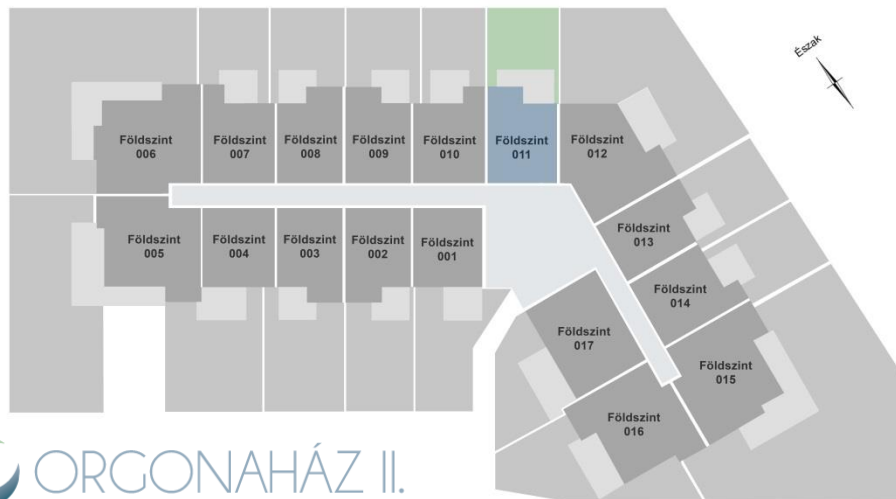 Észak
Földszint
006
Földszint
007
Földszint
008
Földszint
009
Földszint
010
Földszint
011
Földszint
012
Földszint
013
Földszint
014
Földszint
015
Földszint
016
Földszint
017
Földszint
005
Földszint
004
Földszint
003
Földszint
002
Földszint
001
ORGONAHÁZ II.